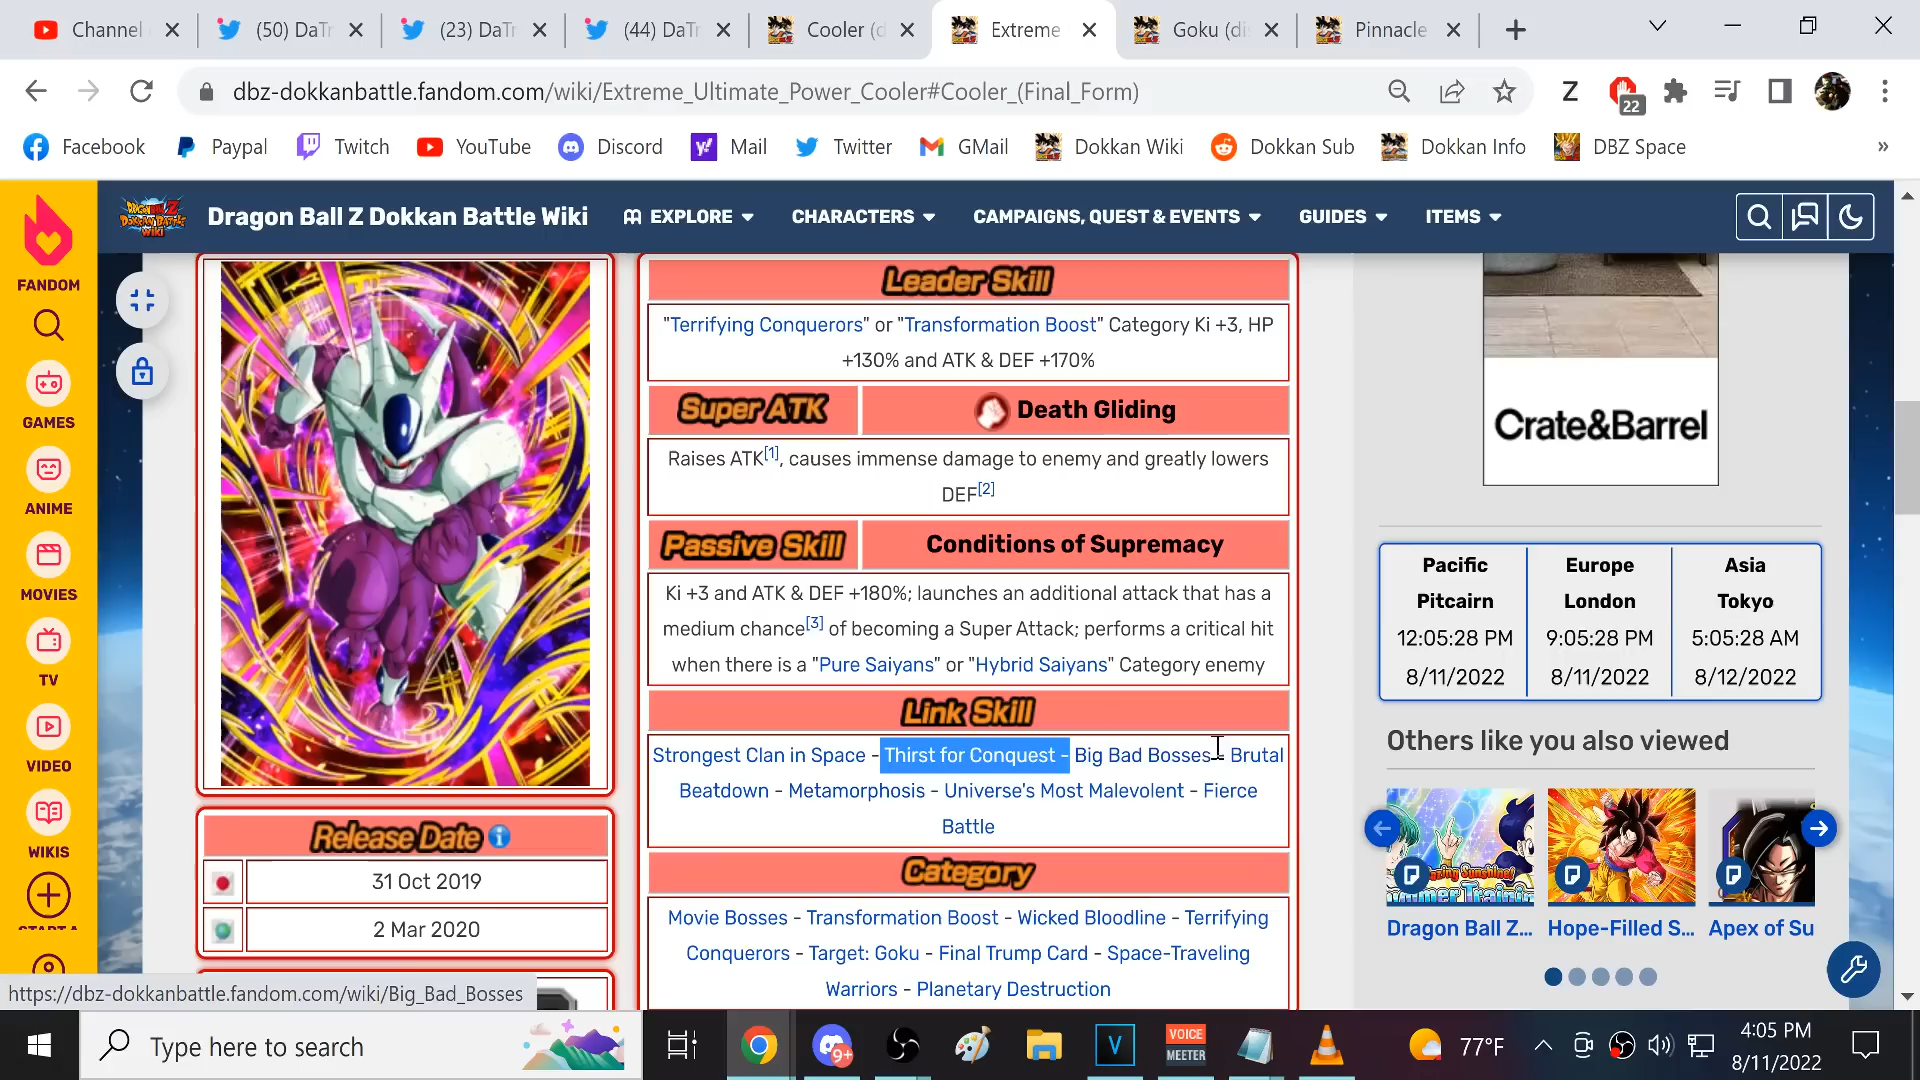 Channel
(50) DaTr
(23) DaTr
(44) DaTr
Cooler (d
Extreme
Goku (di
Pinnacle
dbz-dokkanbattle.fandom.com/wiki/Extreme_Ultimate_Power_Cooler#Cooler_(Final_Form)
22
Facebook
Paypal
Twitch
YouTube
Discord
Mail
Twitter
GMail
Dokkan Wiki
Dokkan Sub
Dokkan Info
DBZ Space
Dragon Ball Z Dokkan Battle Wiki
EXPLORE
CHARACTERS
CAMPAIGNS, QUEST & EVENTS
GUIDES
ITEMS
FANDOM
GAMES
ANIME
MOVIES
TV
VIDEO
WIKIS
START A
Leader Skill
"Terrifying Conquerors" or "Transformation Boost" Category Ki +3, HP
+130% and ATK & DEF +170%
Super ATK
Death Gliding
Raises ATK[1], causes immense damage to enemy and greatly lowers
DEF[2]
Passive Skill
Conditions of Supremacy
Ki +3 and ATK & DEF +180%; launches an additional attack that has a
medium chance[3] of becoming a Super Attack; performs a critical hit
when there is a "Pure Saiyans" or "Hybrid Saiyans" Category enemy
Link Skill
Strongest Clan in Space - Thirst for Conquest - Big Bad Bosses - Brutal
Beatdown - Metamorphosis - Universe's Most Malevolent - Fierce
Battle
Category
Movie Bosses - Transformation Boost - Wicked Bloodline - Terrifying
Conquerors - Target: Goku - Final Trump Card - Space-Traveling
Warriors - Planetary Destruction
Release Date
31 Oct 2019
2 Mar 2020
Crate&Barrel
Pacific
Pitcairn
12:05:28 PM
8/11/2022
Europe
London
9:05:28 PM
8/11/2022
Asia
Tokyo
5:05:28 AM
8/12/2022
Others like you also viewed
Dragon Ball Z...
Hope-Filled S...
Apex of Su
https://dbz-dokkanbattle.fandom.com/wiki/Big_Bad_Bosses
Type here to search
9+
V
VOICE
MEETER
77°F
4:05 PM
8/11/2022